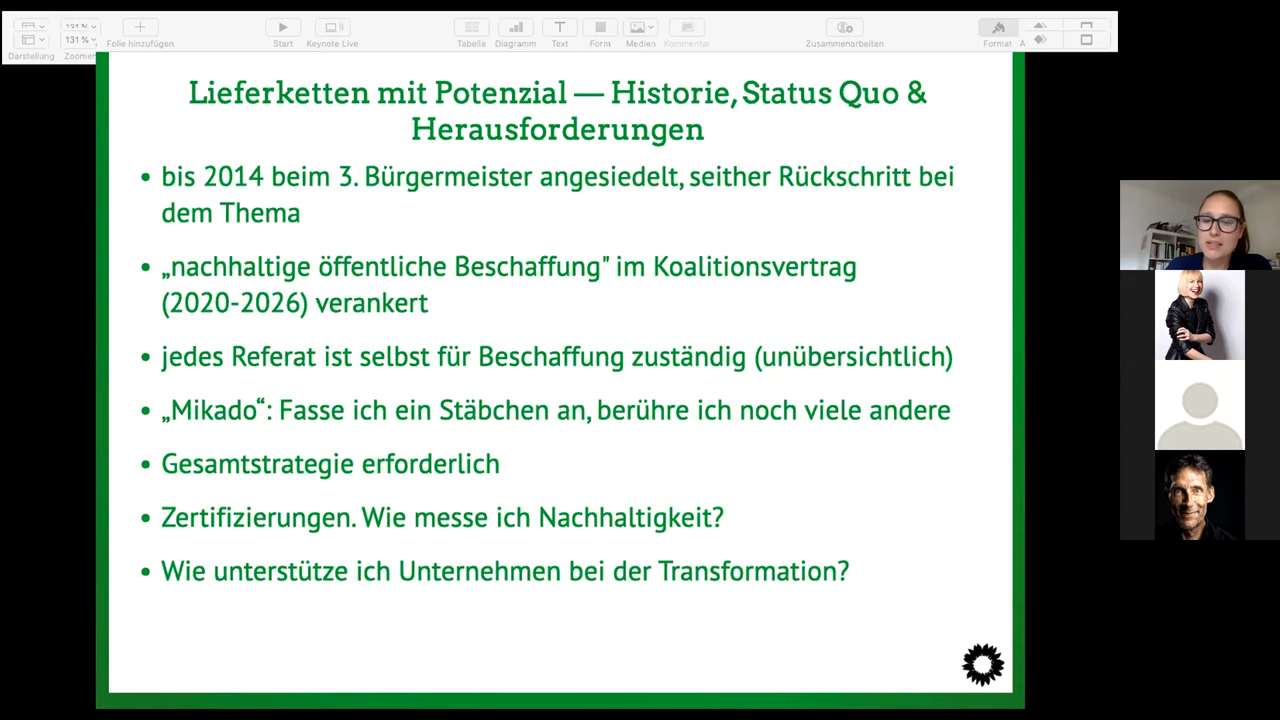 131 %
131 %
Darstellung
Zoomen
Folie hinzufügen
Start
Keynote Live
Tabelle
Diagramm
Text
Form
Medien
Kommentar
Zusammenarbeiten
Format
A
Lieferketten mit Potenzial — Historie, Status Quo &
Herausforderungen
• bis 2014 beim 3. Bürgermeister angesiedelt, seither Rückschritt bei
dem Thema
• „nachhaltige öffentliche Beschaffung" im Koalitionsvertrag
(2020-2026) verankert
• jedes Referat ist selbst für Beschaffung zuständig (unübersichtlich)
• „Mikado“: Fasse ich ein Stäbchen an, berühre ich noch viele andere
• Gesamtstrategie erforderlich
• Zertifizierungen. Wie messe ich Nachhaltigkeit?
• Wie unterstütze ich Unternehmen bei der Transformation?